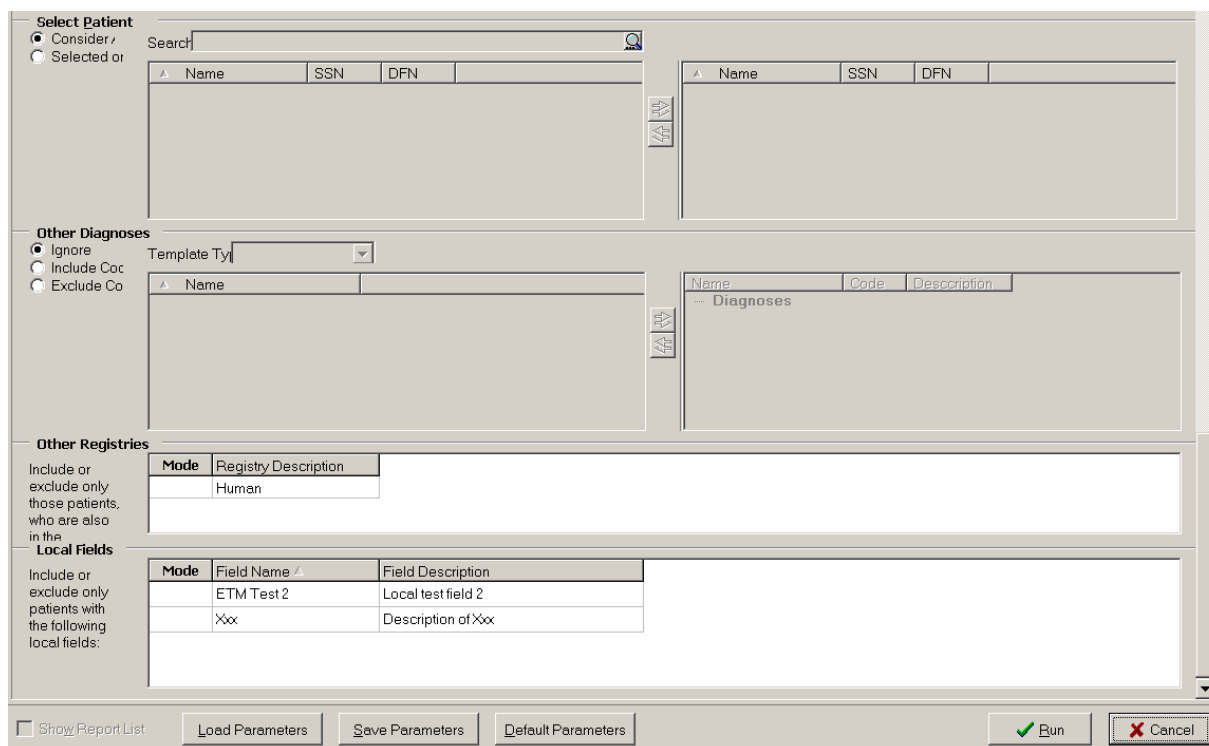 Select Patient
Consider
Selected or
Search
Name SSN DFN
Name SSN DFN
Other Diagnoses
Ignore
Include Coc
Exclude Co
Template Ty
Name
Name Code Desccription
Diagnoses
Other Registries
Include or
exclude only
those patients,
who are also
in the
Mode Registry Description
Human
Local Fields
Include or
exclude only
patients with
the following
local fields:
Mode Field Name Field Description
ETM Test 2 Local test field 2
Xxx Description of Xxx
Show Report List
Load Parameters
Save Parameters
Default Parameters
Run
Cancel